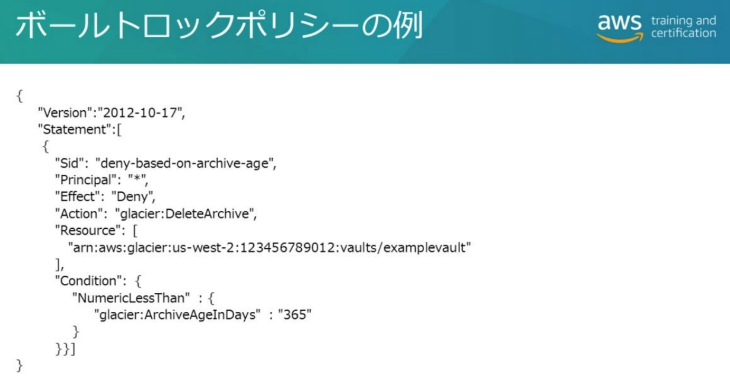 ボールトロックポリシーの例
aws training and
certification
{
"Version":"2012-10-17",
"Statement":[
{
"Sid": "deny-based-on-archive-age",
"Principal": "*",
"Effect": "Deny",
"Action": "glacier:DeleteArchive",
"Resource": [
"arn:aws:glacier:us-west-2:123456789012:vaults/examplevault"
],
"Condition": {
"NumericLessThan" : {
"glacier:ArchiveAgeInDays" : "365"
}
}}]
}